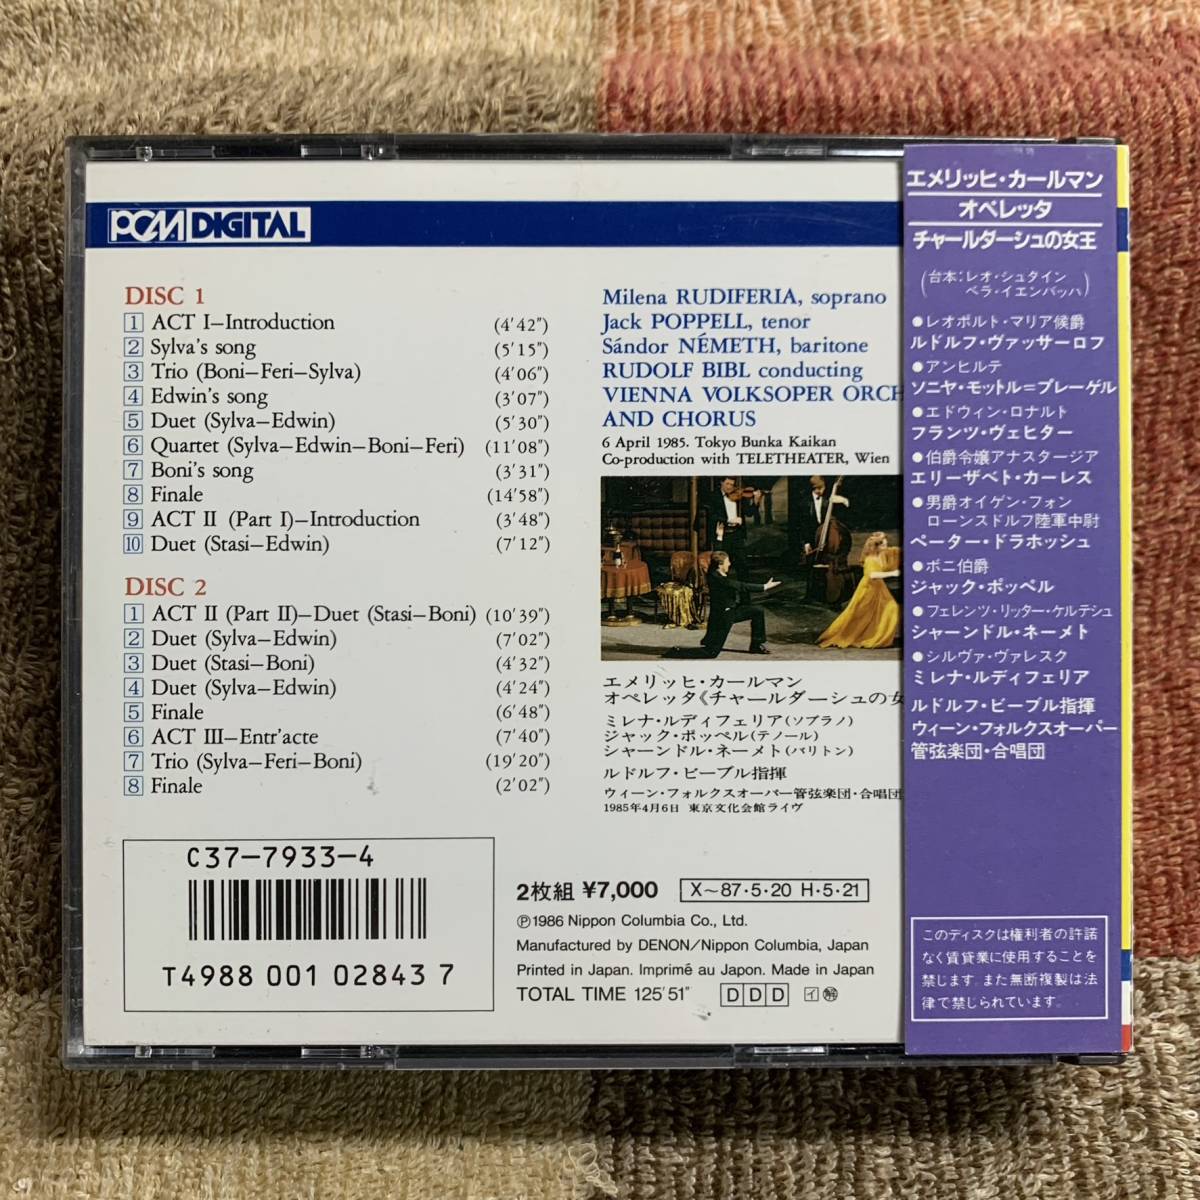 PCM DIGITAL
DISC 1
1 ACT I–Introduction (4'42")
2 Sylva's song (5'15")
3 Trio (Boni–Feri–Sylva) (4'06")
4 Edwin's song (3'07")
5 Duet (Sylva–Edwin) (5'30")
6 Quartet (Sylva–Edwin–Boni–Feri) (11'08")
7 Boni's song (3'31")
8 Finale (14'58")
9 ACT II (Part I)–Introduction (3'48")
10 Duet (Stasi–Edwin) (7'12")
DISC 2
1 ACT II (Part II)–Duet (Stasi–Boni) (10'39")
2 Duet (Sylva–Edwin) (7'02")
3 Duet (Stasi–Boni) (4'32")
4 Duet (Sylva–Edwin) (4'24")
5 Finale (6'48")
6 ACT III–Entr'acte (7'40")
7 Trio (Sylva–Feri–Boni) (19'20")
8 Finale (2'02")
C37-7933-4
T4988 001 02843 7
Milena RUDIFERIA, soprano
Jack POPPELL, tenor
Sándor NÉMETH, baritone
RUDOLF BIBL conducting
VIENNA VOLKSOPER ORCH
AND CHORUS
6 April 1985. Tokyo Bunka Kaikan
Co-production with TELETHEATER, Wien
エメリッヒ・カールマン
オペレッタ《チャールダーシュの女
ミレナ・ルディフェリア(ソプラノ)
ジャック・ポッペル(テノール)
シャーンドル・ネーメト(バリトン)
ルドルフ・ビーブル指揮
ウィーン・フォルクスオーパー管弦楽団・合唱団
1985年4月6日 東京文化会館ライヴ
2枚組 ¥7,000 X~87・5・20 H・5・21
Ⓟ1986 Nippon Columbia Co., Ltd.
Manufactured by DENON/Nippon Columbia, Japan
Printed in Japan. Imprimé au Japon. Made in Japan
TOTAL TIME 125'51" DDD イ
エメリッヒ・カールマン
オペレッタ
チャールダーシュの女王
(台本:レオ・シュタイン
ベラ・イエンバッハ)
●レオポルト・マリア候爵
ルドルフ・ヴァッサーロフ
●アンヒルテ
ソニヤ・モットル=プレーゲル
●エドウィン・ロナルト
フランツ・ヴェヒター
●伯爵令嬢アナスタージア
エリーザベト・カーレス
●男爵オイゲン・フォン
ローンスドルフ陸軍中尉
ペーター・ドラホッシュ
●ボニ伯爵
ジャック・ポッペル
●フェレンツ・リッター・ケルデシュ
シャーンドル・ネーメト
●シルヴァ・ヴァレスク
ミレナ・ルディフェリア
ルドルフ・ビーブル指揮
ウィーン・フォルクスオーパー
管弦楽団・合唱団
このディスクは権利者の許諾
なく賃貸業に使用することを
禁じます。また無断複製は法
律で禁じられています。